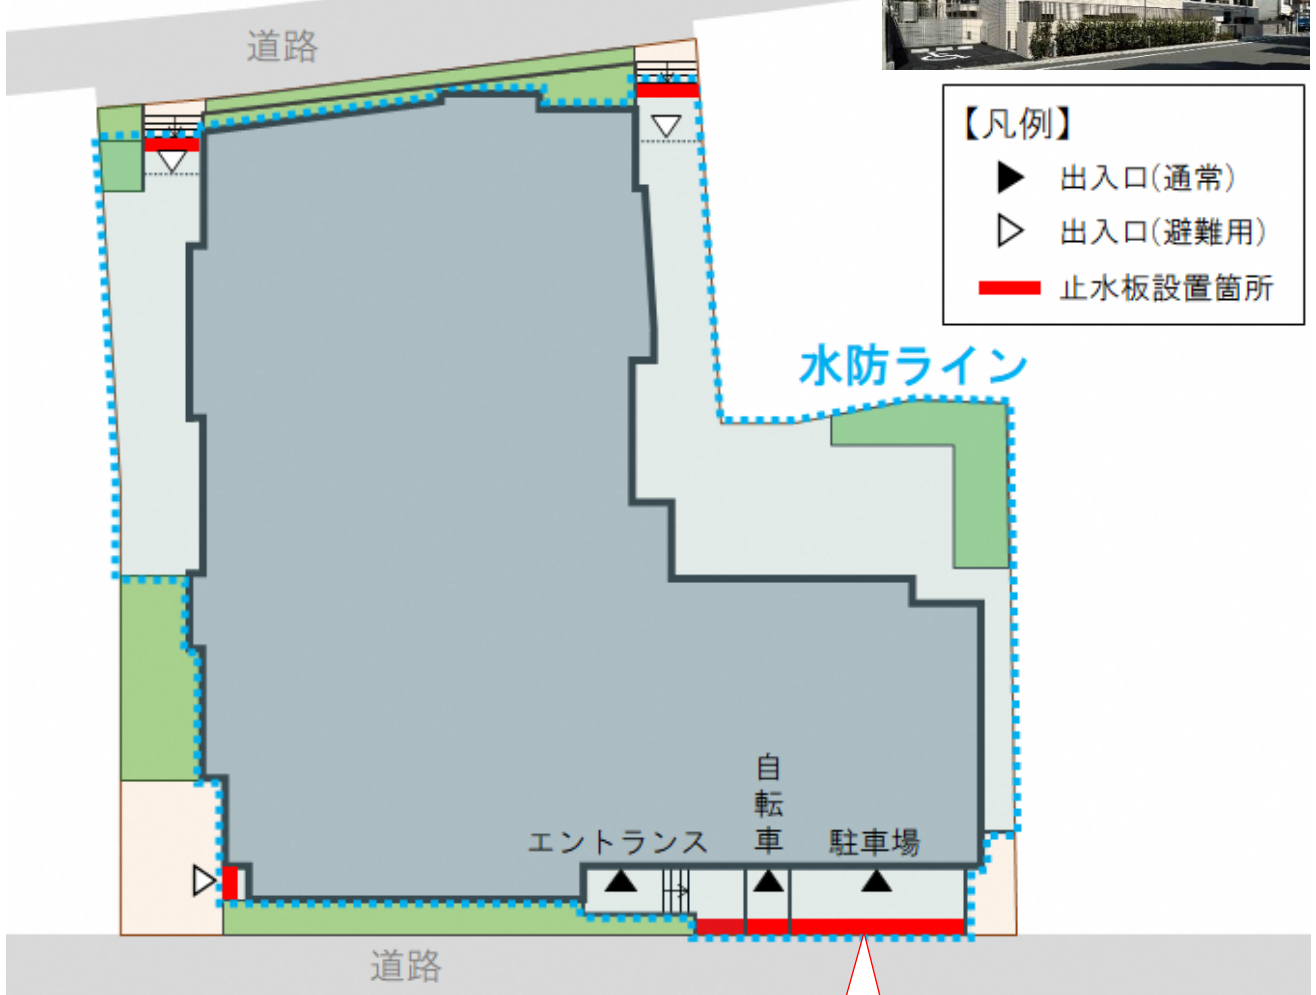 道路
【凡例】
出入口(通常)
出入口(避難用)
止水板設置箇所
水防ライン
エントランス
自転車
駐車場
道路